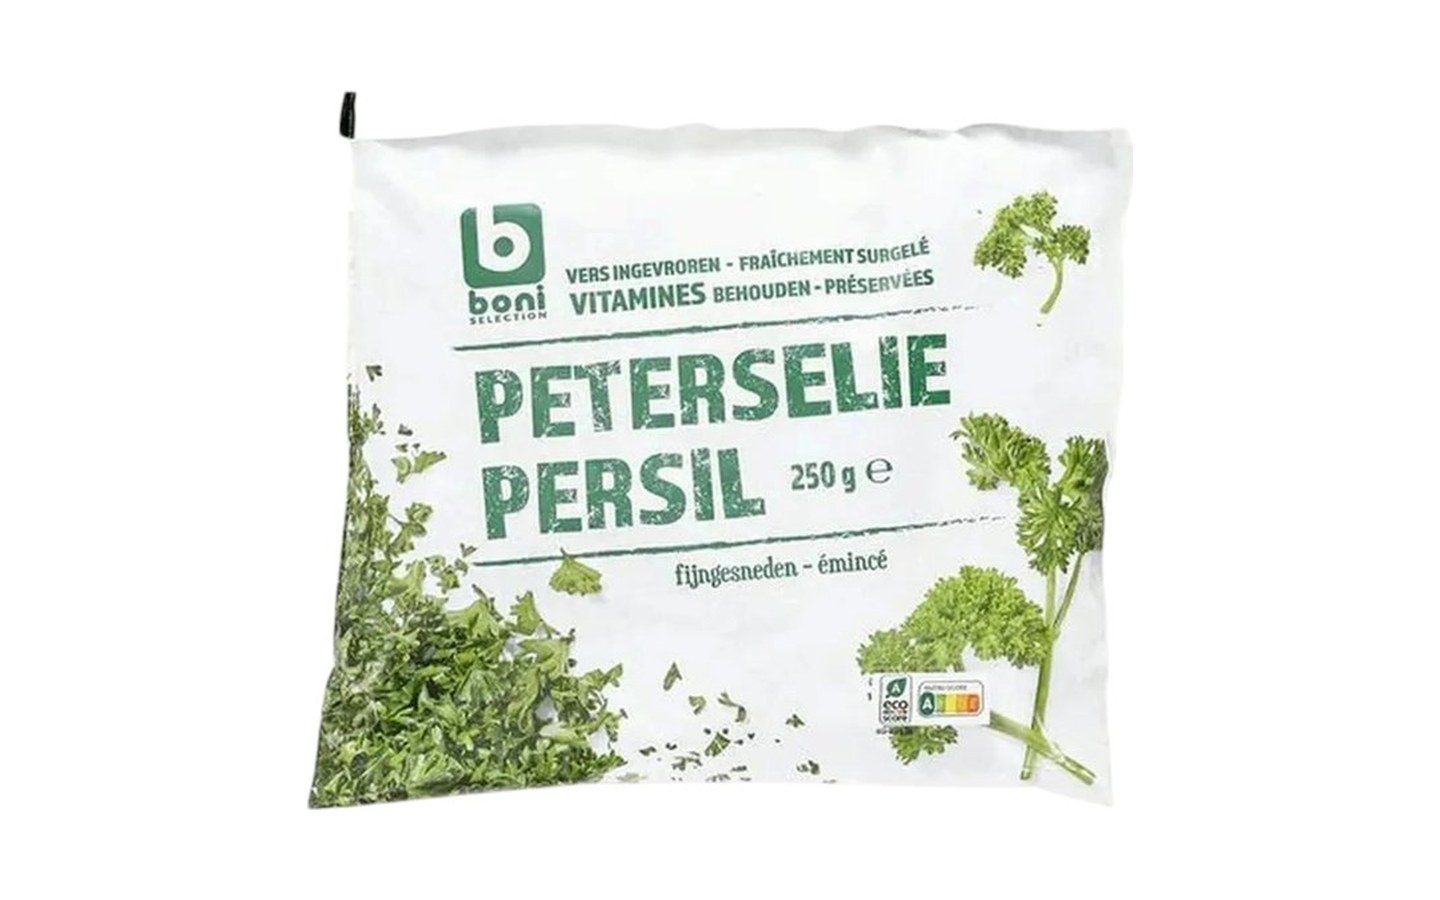 b
boni
SELECTION
VERS INGEVROREN - FRAÎCHEMENT SURGELÉ
VITAMINES BEHOUDEN - PRÉSERVÉES
PETERSELIE
PERSIL 250 g ℮
fijngesneden - émincé
A
eco
score
NUTRI-SCORE
A B C D E